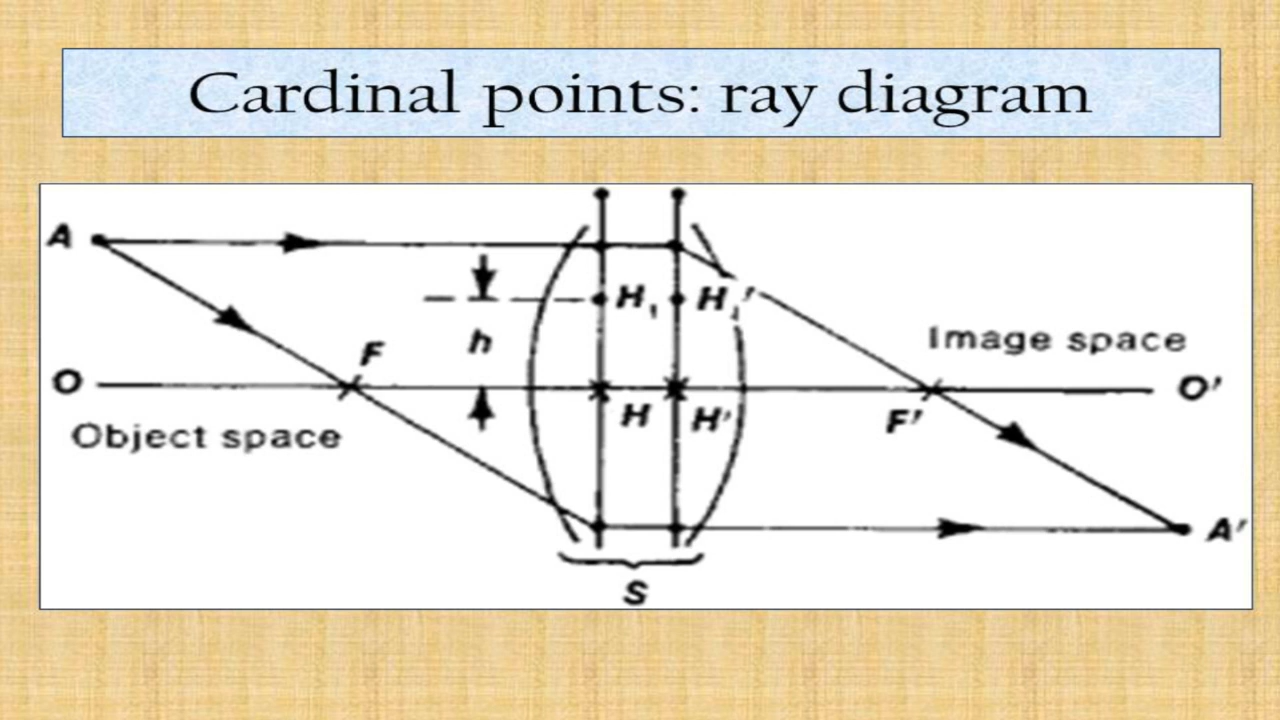 Cardinal points: ray diagram
A
H₁ H₁′
h
Image space
F
O O′
H H′
F′
Object space
A′
S